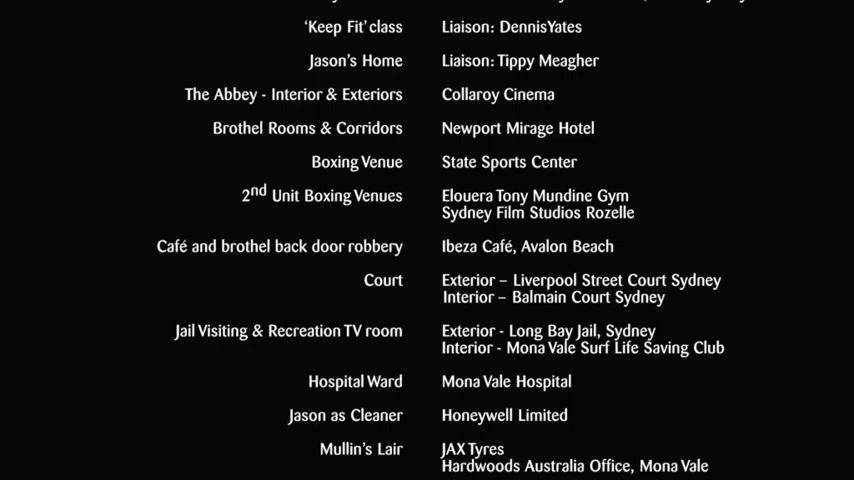 ‘Keep Fit’ class Liaison: DennisYates
Jason’s Home Liaison: Tippy Meagher
The Abbey - Interior & Exteriors Collaroy Cinema
Brothel Rooms & Corridors Newport Mirage Hotel
Boxing Venue State Sports Center
2nd Unit Boxing Venues Elouera Tony Mundine Gym
Sydney Film Studios Rozelle
Café and brothel back door robbery Ibeza Café, Avalon Beach
Court Exterior – Liverpool Street Court Sydney
Interior – Balmain Court Sydney
Jail Visiting & Recreation TV room Exterior - Long Bay Jail, Sydney
Interior - Mona Vale Surf Life Saving Club
Hospital Ward Mona Vale Hospital
Jason as Cleaner Honeywell Limited
Mullin’s Lair JAX Tyres
Hardwoods Australia Office, Mona Vale